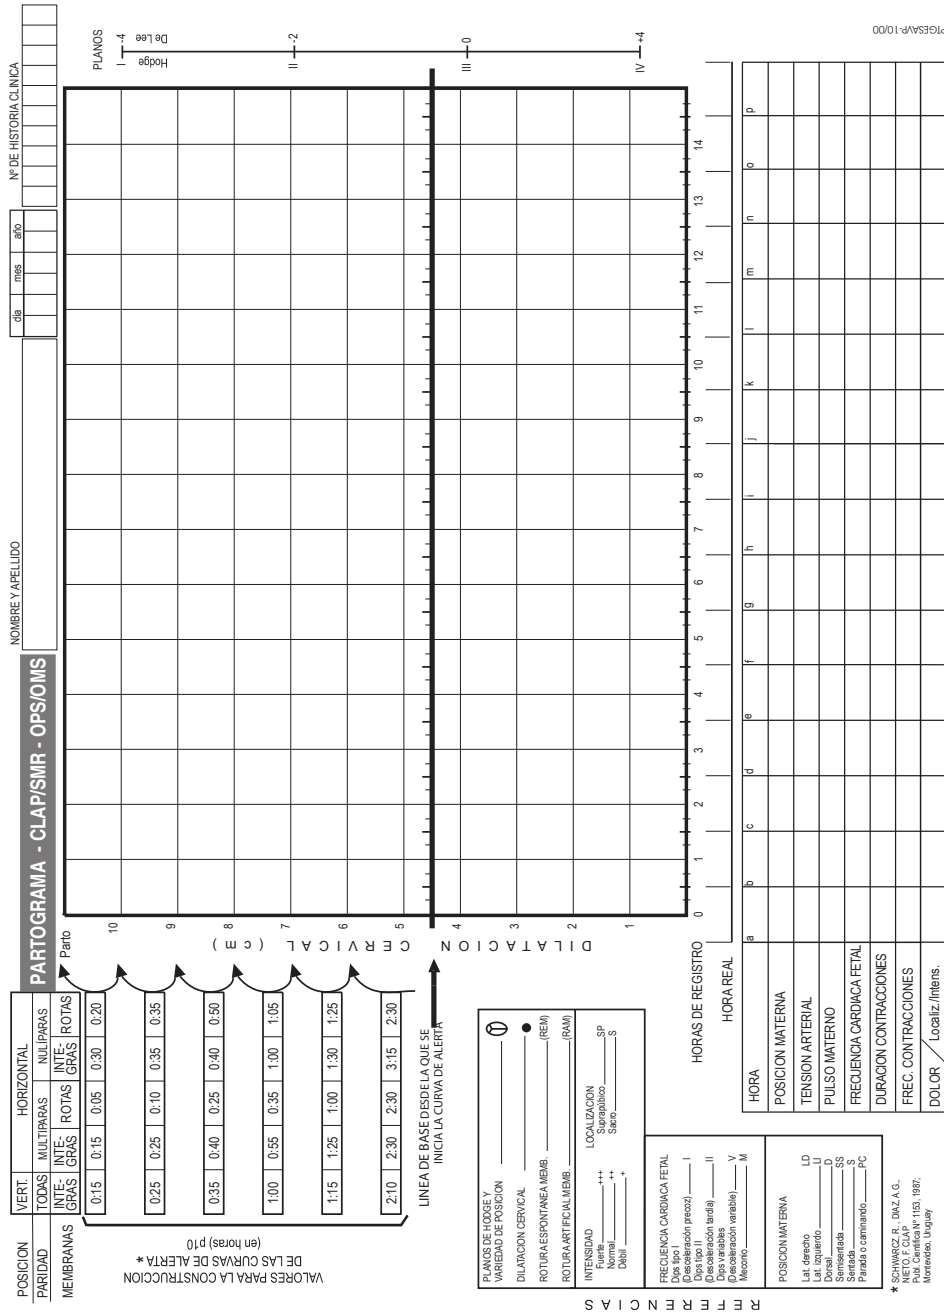 PARTOGRAMA - CLAP/SMR - OPS/OMS
NOMBRE Y APELLIDO
día mes año
Nº DE HISTORIA CLINICA
POSICION VERT. HORIZONTAL
PARIDAD TODAS MULTIPARAS NULIPARAS
MEMBRANAS INTE-GRAS INTE-GRAS ROTAS INTE-GRAS ROTAS
0:15 0:15 0:05 0:30 0:20
0:25 0:25 0:10 0:35 0:35
0:35 0:40 0:25 0:40 0:50
1:00 0:55 0:35 1:00 1:05
1:15 1:25 1:00 1:30 1:25
2:10 2:30 2:30 3:15 2:30
VALORES PARA LA CONSTRUCCION
DE LAS CURVAS DE ALERTA *
(en horas) p10
LINEA DE BASE DESDE LA QUE SE
INICIA LA CURVA DE ALERTA
Parto
10
9
8
7
6
5
4
3
2
1
DILATACION CERVICAL (cm)
PLANOS
Hodge De Lee
I -4
II -2
III 0
IV +4
0 1 2 3 4 5 6 7 8 9 10 11 12 13 14
HORAS DE REGISTRO
HORA REAL
REFERENCIAS
PLANOS DE HODGE Y
VARIEDAD DE POSICION
DILATACION CERVICAL
ROTURA ESPONTANEA MEMB. (REM)
ROTURA ARTIFICIAL MEMB. (RAM)
INTENSIDAD
Fuerte +++
Normal ++
Débil +
LOCALIZACION
Suprapúbico SP
Sacro S
FRECUENCIA CARDIACA FETAL
Dips tipo I
(Desceleración precoz) I
Dips tipo II
(Desceleración tardía) II
Dips variables
(Desceleración variable) V
Meconio M
POSICION MATERNA
Lat. derecho LD
Lat. izquierdo LI
Dorsal D
Semisentada SS
Sentada S
Parada o caminando PC
* SCHWARCZ, R., DIAZ, A.G.,
NIETO, F. CLAP
Publ. Científica Nº 1153, 1987;
Montevideo, Uruguay
HORA a b c d e f g h i j k l m n o p
POSICION MATERNA
TENSION ARTERIAL
PULSO MATERNO
FRECUENCIA CARDIACA FETAL
DURACION CONTRACCIONES
FREC. CONTRACCIONES
DOLOR / Localiz./Intens.